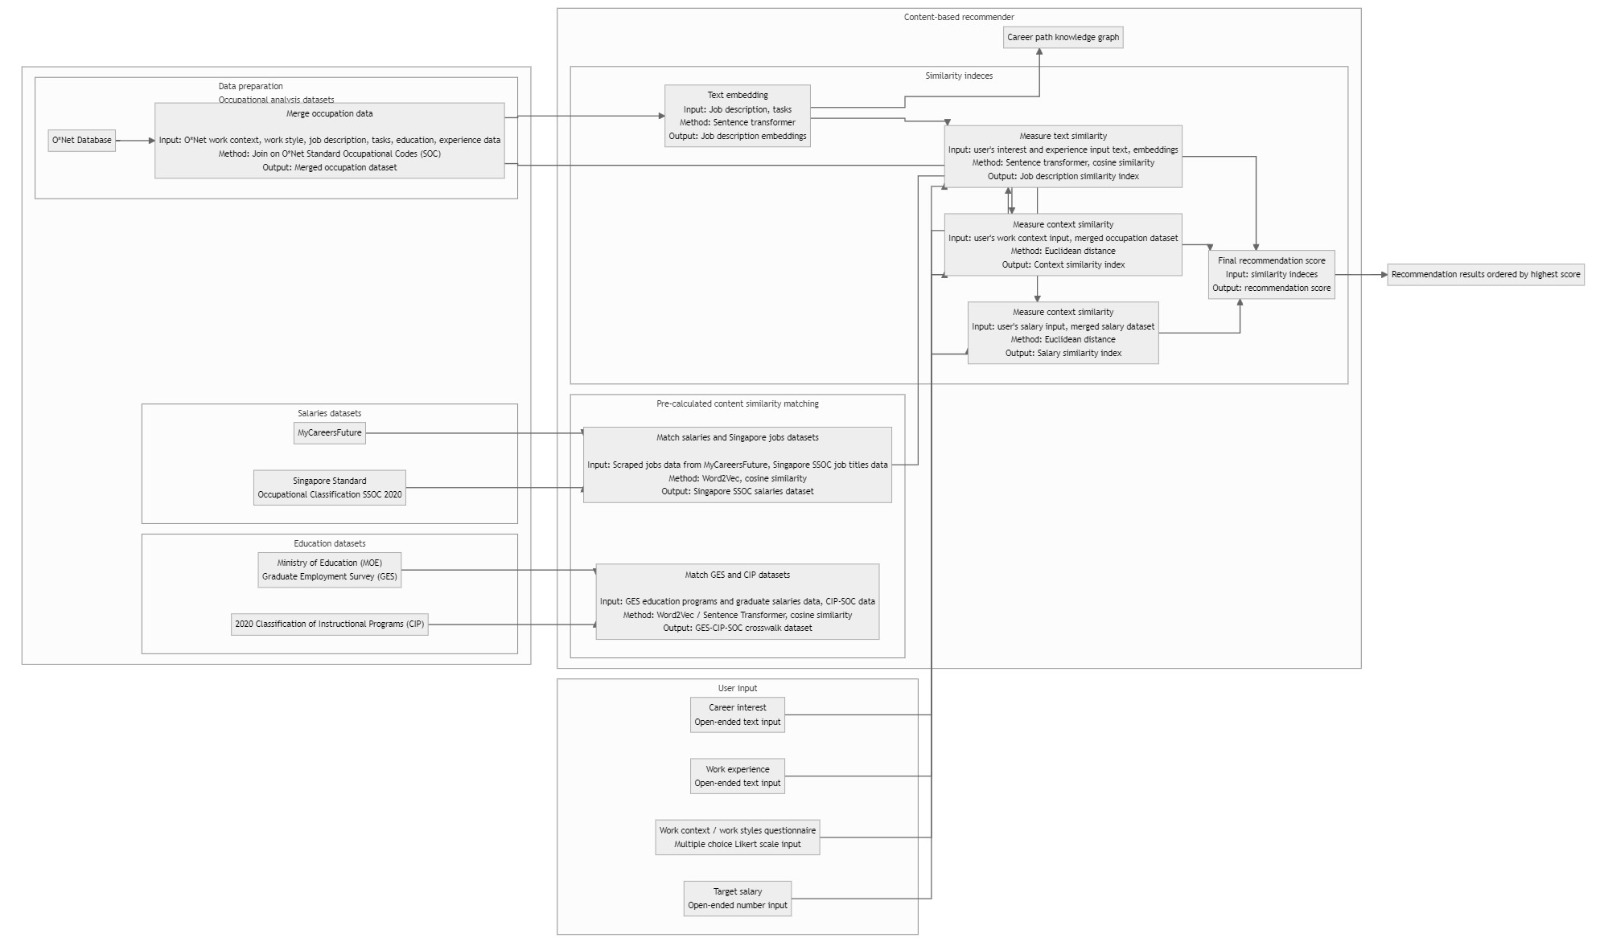 Content-based recommender
Career path knowledge graph
Data preparation
Occupational analysis datasets
O*Net Database
Merge occupation data
Input: O*Net work context, work style, job description, tasks, education, experience data
Method: Join on O*Net Standard Occupational Codes (SOC)
Output: Merged occupation dataset
Similarity indeces
Text embedding
Input: Job description, tasks
Method: Sentence transformer
Output: Job description embeddings
Measure text similarity
Input: user's interest and experience input text, embeddings
Method: Sentence transformer, cosine similarity
Output: Job description similarity index
Measure context similarity
Input: user's work context input, merged occupation dataset
Method: Euclidean distance
Output: Context similarity index
Measure context similarity
Input: user's salary input, merged salary dataset
Method: Euclidean distance
Output: Salary similarity index
Final recommendation score
Input: similarity indeces
Output: recommendation score
Recommendation results ordered by highest score
Salaries datasets
MyCareersFuture
Singapore Standard
Occupational Classification SSOC 2020
Education datasets
Ministry of Education (MOE)
Graduate Employment Survey (GES)
2020 Classification of Instructional Programs (CIP)
Pre-calculated content similarity matching
Match salaries and Singapore jobs datasets
Input: Scraped jobs data from MyCareersFuture, Singapore SSOC job titles data
Method: Word2Vec, cosine similarity
Output: Singapore SSOC salaries dataset
Match GES and CIP datasets
Input: GES education programs and graduate salaries data, CIP-SOC data
Method: Word2Vec / Sentence Transformer, cosine similarity
Output: GES-CIP-SOC crosswalk dataset
User input
Career interest
Open-ended text input
Work experience
Open-ended text input
Work context / work styles questionnaire
Multiple choice Likert scale input
Target salary
Open-ended number input